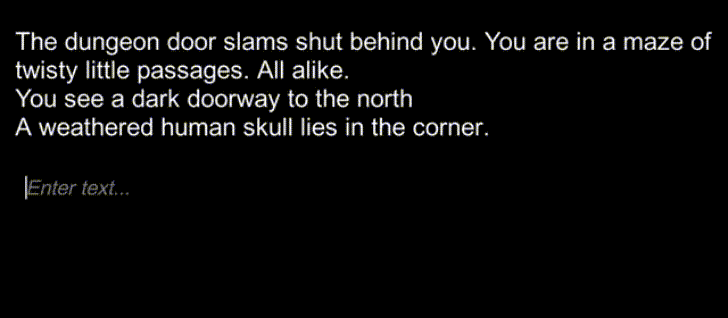 The dungeon door slams shut behind you. You are in a maze of
twisty little passages. All alike.
You see a dark doorway to the north
A weathered human skull lies in the corner.
Enter text...